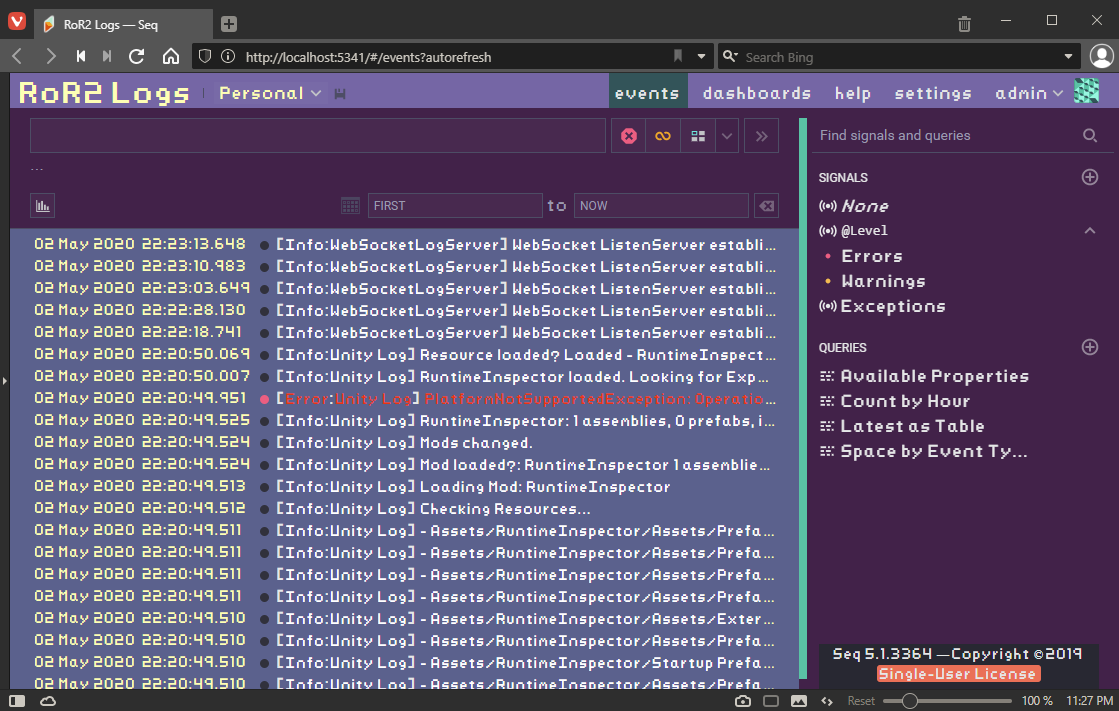 RoR2 Logs — Seq
http://localhost:5341/#/events?autorefresh
Search Bing
RoR2 Logs
Personal
events
dashboards
help
settings
admin
...
FIRST
to
NOW
02 May 2020 22:23:13.648 [Info:WebSocketLogServer] WebSocket ListenServer establi...
02 May 2020 22:23:10.983 [Info:WebSocketLogServer] WebSocket ListenServer establi...
02 May 2020 22:23:03.649 [Info:WebSocketLogServer] WebSocket ListenServer establi...
02 May 2020 22:22:28.130 [Info:WebSocketLogServer] WebSocket ListenServer establi...
02 May 2020 22:22:18.741 [Info:WebSocketLogServer] WebSocket ListenServer establi...
02 May 2020 22:20:50.069 [Info:Unity Log] Resource loaded? Loaded - RuntimeInspect...
02 May 2020 22:20:50.007 [Info:Unity Log] RuntimeInspector loaded. Looking for Exp...
02 May 2020 22:20:49.951 [Error:Unity Log] PlatformNotSupportedException: Operatio...
02 May 2020 22:20:49.525 [Info:Unity Log] RuntimeInspector: 1 assemblies, 0 prefabs, i...
02 May 2020 22:20:49.524 [Info:Unity Log] Mods changed.
02 May 2020 22:20:49.524 [Info:Unity Log] Mod loaded?: RuntimeInspector 1 assemblie...
02 May 2020 22:20:49.513 [Info:Unity Log] Loading Mod: RuntimeInspector
02 May 2020 22:20:49.512 [Info:Unity Log] Checking Resources...
02 May 2020 22:20:49.511 [Info:Unity Log] - Assets/RuntimeInspector/Assets/Prefa...
02 May 2020 22:20:49.511 [Info:Unity Log] - Assets/RuntimeInspector/Assets/Prefa...
02 May 2020 22:20:49.511 [Info:Unity Log] - Assets/RuntimeInspector/Assets/Prefa...
02 May 2020 22:20:49.511 [Info:Unity Log] - Assets/RuntimeInspector/Assets/Prefa...
02 May 2020 22:20:49.510 [Info:Unity Log] - Assets/RuntimeInspector/Assets/Exter...
02 May 2020 22:20:49.510 [Info:Unity Log] - Assets/RuntimeInspector/Assets/Prefa...
02 May 2020 22:20:49.510 [Info:Unity Log] - Assets/RuntimeInspector/Startup Prefa...
02 May 2020 22:20:49.510 [Info:Unity Log] - Assets/RuntimeInspector/Assets/Prefa...
Find signals and queries
SIGNALS
None
@Level
Errors
Warnings
Exceptions
QUERIES
Available Properties
Count by Hour
Latest as Table
Space by Event Ty...
Seq 5.1.3364 — Copyright ©2019
Single-User License
Reset
100 %
11:27 PM